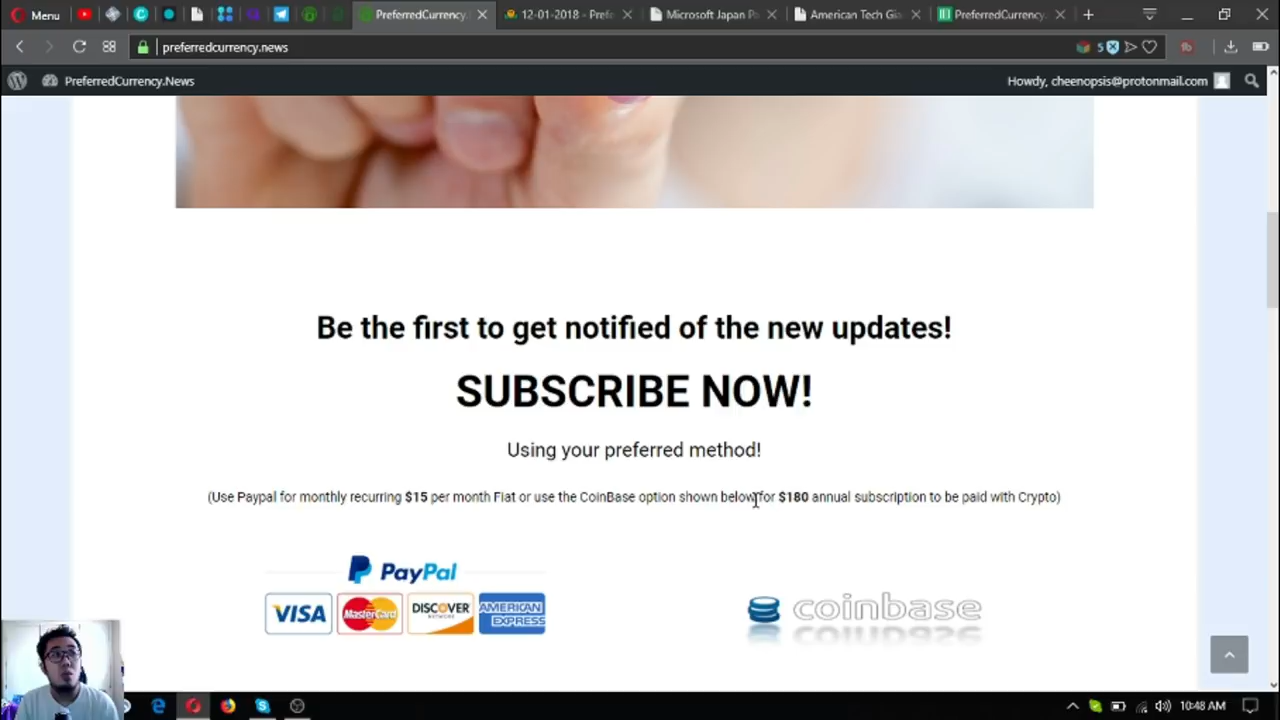 Menu
PreferredCurrency.
12-01-2018 - Prefe
Microsoft Japan Pa
American Tech Gia
PreferredCurrency.
preferredcurrency.news
5
PreferredCurrency.News
Howdy, cheenopsis@protonmail.com
Be the first to get notified of the new updates!
SUBSCRIBE NOW!
Using your preferred method!
(Use Paypal for monthly recurring $15 per month Fiat or use the CoinBase option shown below for $180 annual subscription to be paid with Crypto)
PayPal
VISA
MasterCard
DISCOVER
NETWORK
AMERICAN
EXPRESS
coinbase
10:48 AM